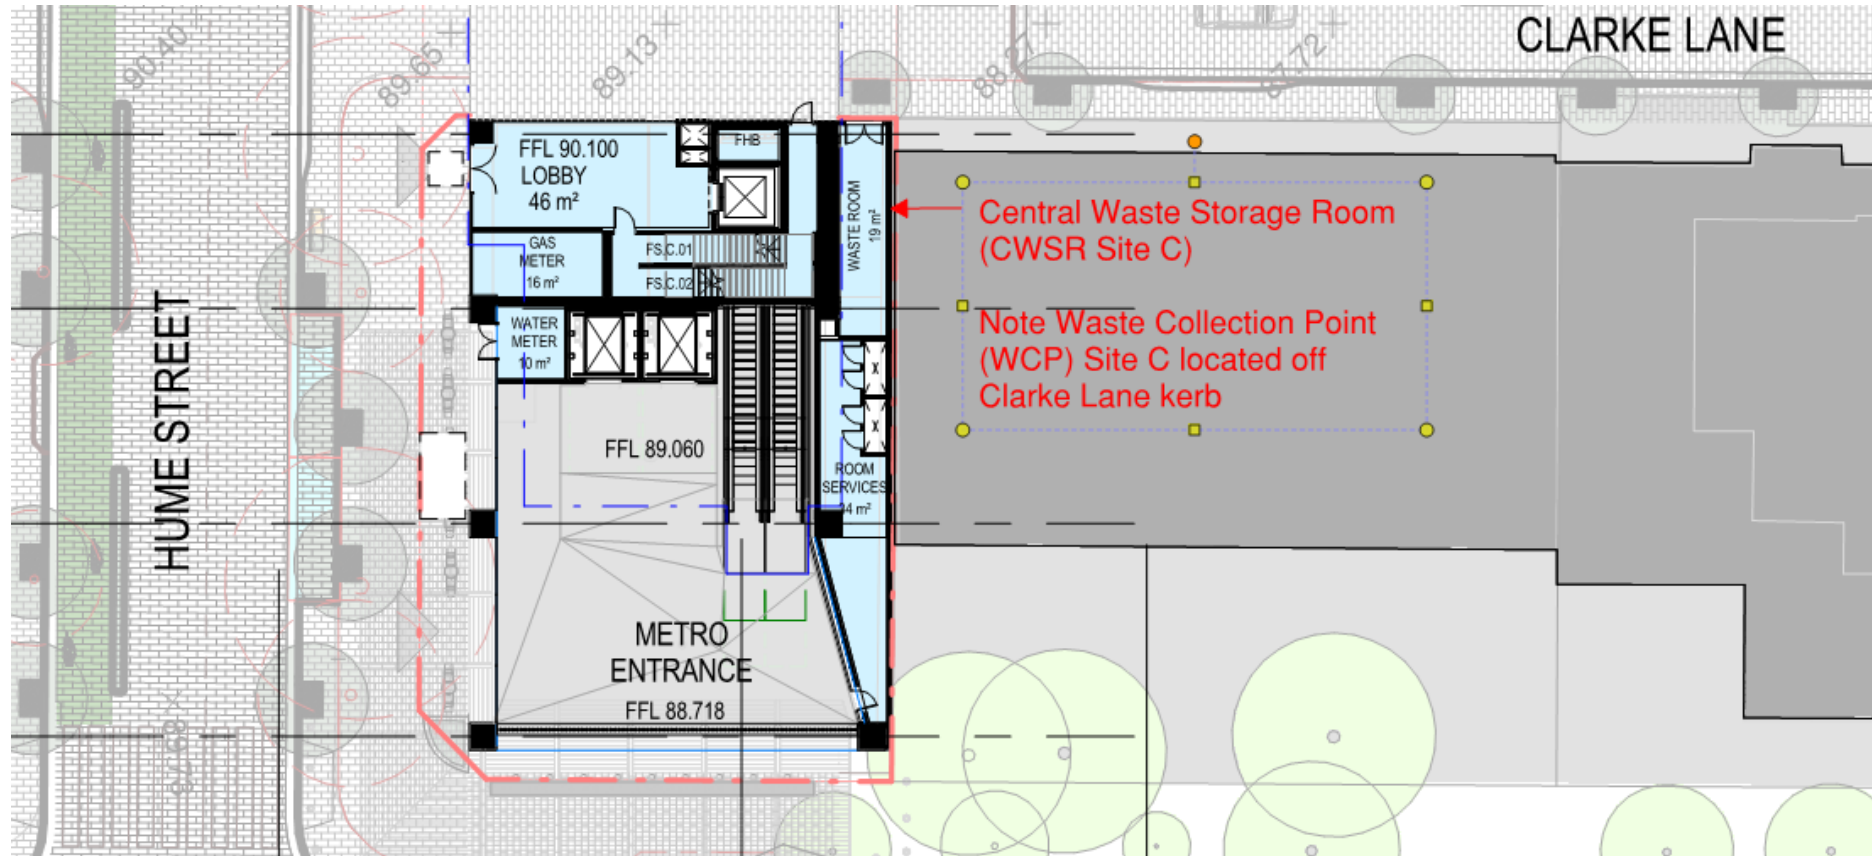 CLARKE LANE
90.40
89.65
89.13
88.27
87.72
FFL 90.100
LOBBY
46 m²
FHB
WASTE ROOM
19 m²
Central Waste Storage Room
(CWSR Site C)
GAS
METER
16 m²
FS.C.01
FS.C.02
Note Waste Collection Point
(WCP) Site C located off
Clarke Lane kerb
WATER
METER
10 m²
HUME STREET
FFL 89.060
ROOM
SERVICES
METRO
ENTRANCE
FFL 88.718